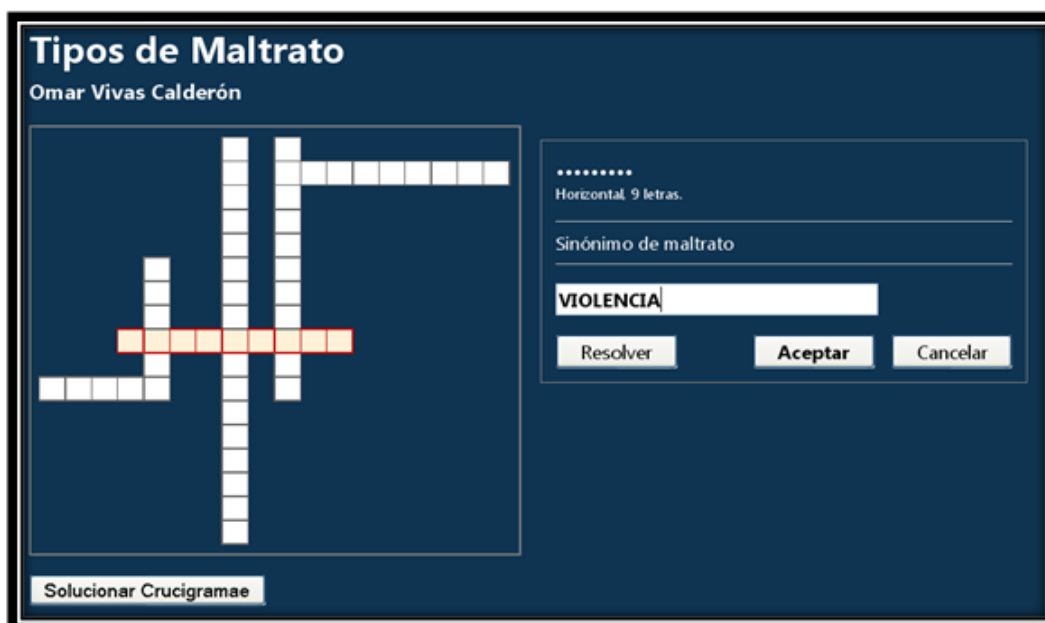 Tipos de Maltrato
Omar Vivas Calderón
•••••••••
Horizontal, 9 letras.
Sinónimo de maltrato
VIOLENCIA
Resolver Aceptar Cancelar
Solucionar Crucigramae